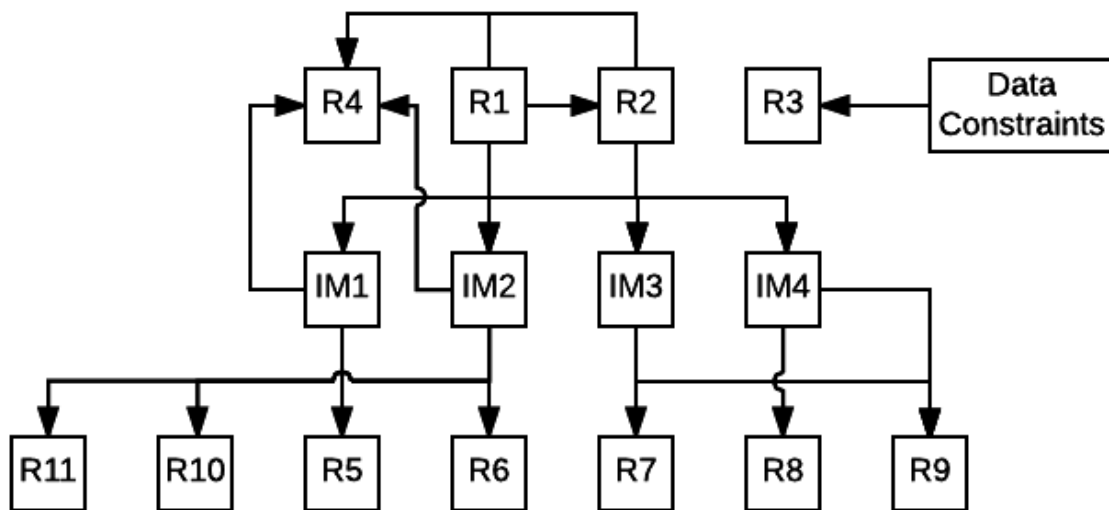 R4
R1
R2
R3
Data
Constraints
IM1
IM2
IM3
IM4
R11
R10
R5
R6
R7
R8
R9